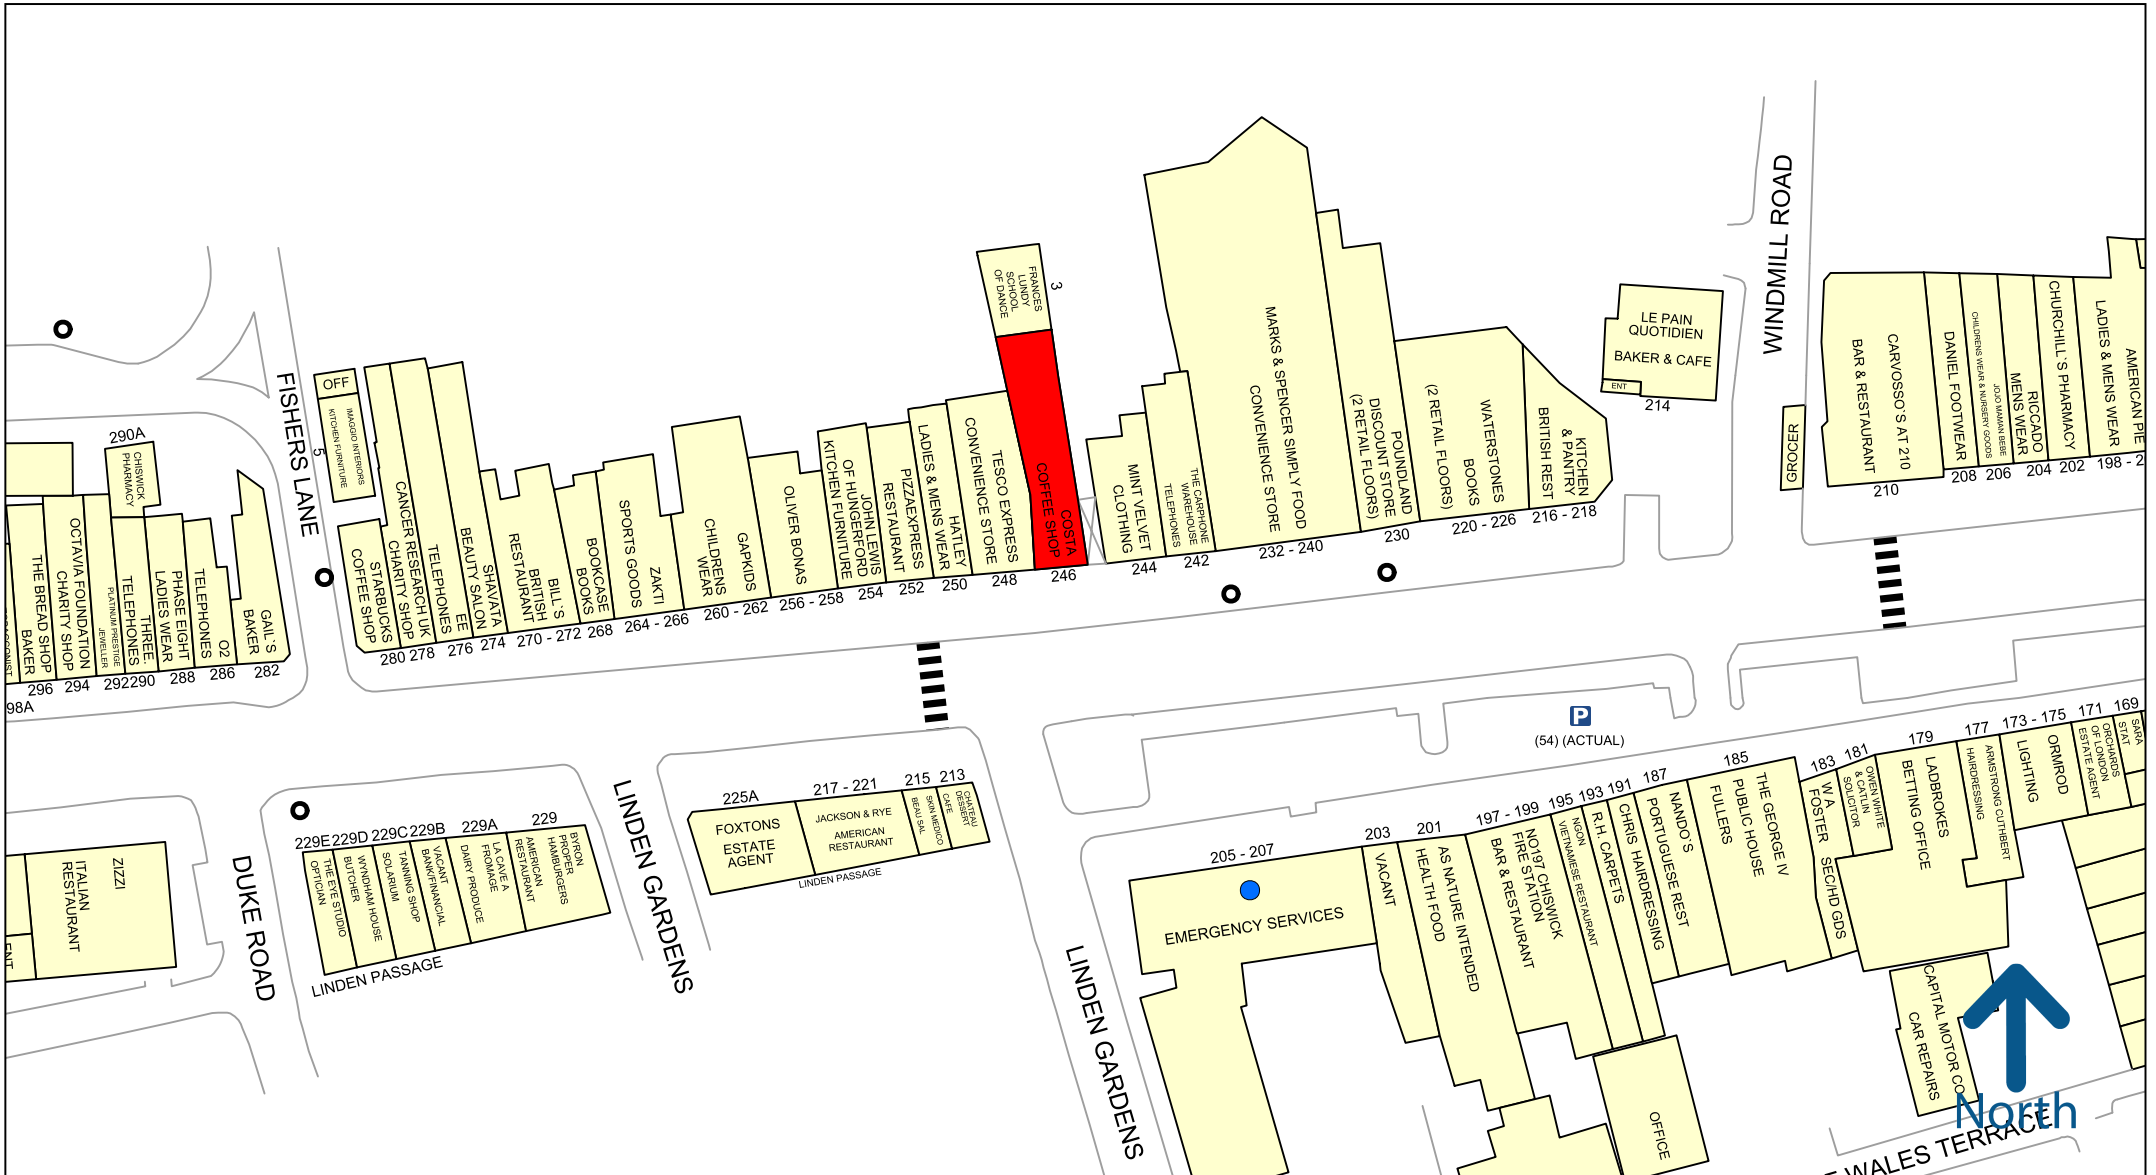 FISHERS LANE
WINDMILL ROAD
DUKE ROAD
LINDEN GARDENS
LINDEN GARDENS
LINDEN PASSAGE
LINDEN PASSAGE
WALES TERRACE
North
98A
THE BREAD SHOP
BAKER
296
OCTAVIA FOUNDATION
CHARITY SHOP
294
PLATINUM PRESTIGE
JEWELLER
292
290A
CHISWICK
PHARMACY
THREE
TELEPHONES
290
PHASE EIGHT
LADIES WEAR
288
O2
TELEPHONES
286
GAIL`S
BAKER
282
OFF
IMAGGIO INTERIORS
KITCHEN FURNITURE
5
STARBUCKS
COFFEE SHOP
280
CANCER RESEARCH UK
CHARITY SHOP
278
EE
TELEPHONES
276
SHAVATA
BEAUTY SALON
274
BILL`S
BRITISH
RESTAURANT
270 - 272
BOOKCASE
BOOKS
268
ZAKTI
SPORTS GOODS
264 - 266
GAPKIDS
CHILDRENS
WEAR
260 - 262
OLIVER BONAS
256 - 258
JOHN LEWIS
OF HUNGERFORD
KITCHEN FURNITURE
254
PIZZAEXPRESS
RESTAURANT
252
HATLEY
LADIES & MENS WEAR
250
TESCO EXPRESS
CONVENIENCE STORE
248
FRANCES
LUNDY
SCHOOL
OF DANCE
3
COSTA
COFFEE SHOP
246
MINT VELVET
CLOTHING
244
THE CARPHONE
WAREHOUSE
TELEPHONES
242
MARKS & SPENCER SIMPLY FOOD
CONVENIENCE STORE
232 - 240
POUNDLAND
DISCOUNT STORE
(2 RETAIL FLOORS)
230
WATERSTONES
BOOKS
(2 RETAIL FLOORS)
220 - 226
KITCHEN
& PANTRY
BRITISH REST
216 - 218
LE PAIN
QUOTIDIEN
BAKER & CAFE
ENT
214
GROCER
CARVOSSO`S AT 210
BAR & RESTAURANT
210
DANIEL FOOTWEAR
208
JOJO MAMAN BEBE
CHILDRENS WEAR & NURSERY GOODS
206
RICCADO
MENS WEAR
204
CHURCHILL`S PHARMACY
202
AMERICAN PIE
LADIES & MENS WEAR
198 - 2
P
(54) (ACTUAL)
ZIZZI
ITALIAN
RESTAURANT
ENT
229E
THE EYE STUDIO
OPTICIAN
229D
WYNDHAM HOUSE
BUTCHER
229C
TANNING SHOP
SOLARIUM
229B
VACANT
BANK/FINANCIAL
229A
LA CAVE A
FROMAGE
DAIRY PRODUCE
229
BYRON
PROPER
HAMBURGERS
AMERICAN
RESTAURANT
225A
FOXTONS
ESTATE
AGENT
217 - 221
JACKSON & RYE
AMERICAN
RESTAURANT
215
SKIN MEDICO
BEAU SAL
213
CHATEAU
DESSERT
CAFE
205 - 207
EMERGENCY SERVICES
203
VACANT
201
AS NATURE INTENDED
HEALTH FOOD
197 - 199
NO197 CHISWICK
FIRE STATION
BAR & RESTAURANT
195
NGON
VIETNAMESE RESTAURANT
193
R.H. CARPETS
191
CHRIS HAIRDRESSING
187
NANDO`S
PORTUGUESE REST
185
THE GEORGE IV
PUBLIC HOUSE
FULLERS
183
W A
FOSTER SEC/HD GDS
181
OWEN WHITE
& CATLIN
SOLICITOR
179
LADBROKES
BETTING OFFICE
177
ARMSTRONG CUTHBERT
HAIRDRESSING
173 - 175
ORMROD
LIGHTING
171
ORCHARDS
OF LONDON
ESTATE AGENT
169
SARA
STAT
CAPITAL MOTOR CO
CAR REPAIRS
OFFICE